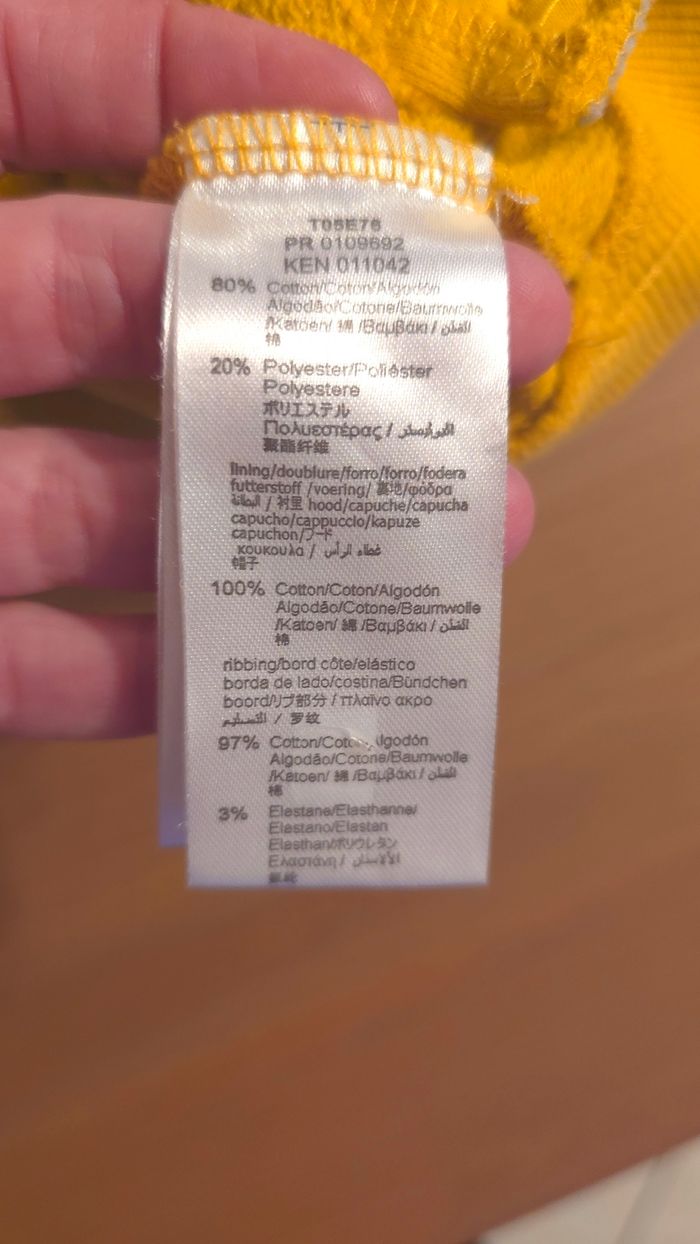 T05E76
PR 0109692
KEN 011042
80% Cotton/Coton/Algodón
Algodão/Cotone/Baumwolle
/Katoen/ 綿 /Βαμβάκι / القطن
棉
20% Polyester/Poliéster
Polyestere
ポリエステル
Πολυεστέρας / البوليستر
聚酯纤维
lining/doublure/forro/forro/fodera
futterstoff /voering/ 裏地/φόδρα
البطانة / 衬里 hood/capuche/capucha
capucho/cappuccio/kapuze
capuchon/フード
κουκουλα / غطاء الرأس
帽子
100% Cotton/Coton/Algodón
Algodão/Cotone/Baumwolle
/Katoen/ 綿 /Βαμβάκι / القطن
棉
ribbing/bord côte/elástico
borda de lado/costina/Bündchen
boord/リブ部分 / πλαϊνο ακρο
/ 罗纹
97% Cotton/Coton/Algodón
Algodão/Cotone/Baumwolle
/Katoen/ 綿 /Βαμβάκι / القطن
棉
3% Elastane/Elasthanne/
Elastano/Elastan
Elasthan/ポリウレタン
Ελαστάνη / الألاستان